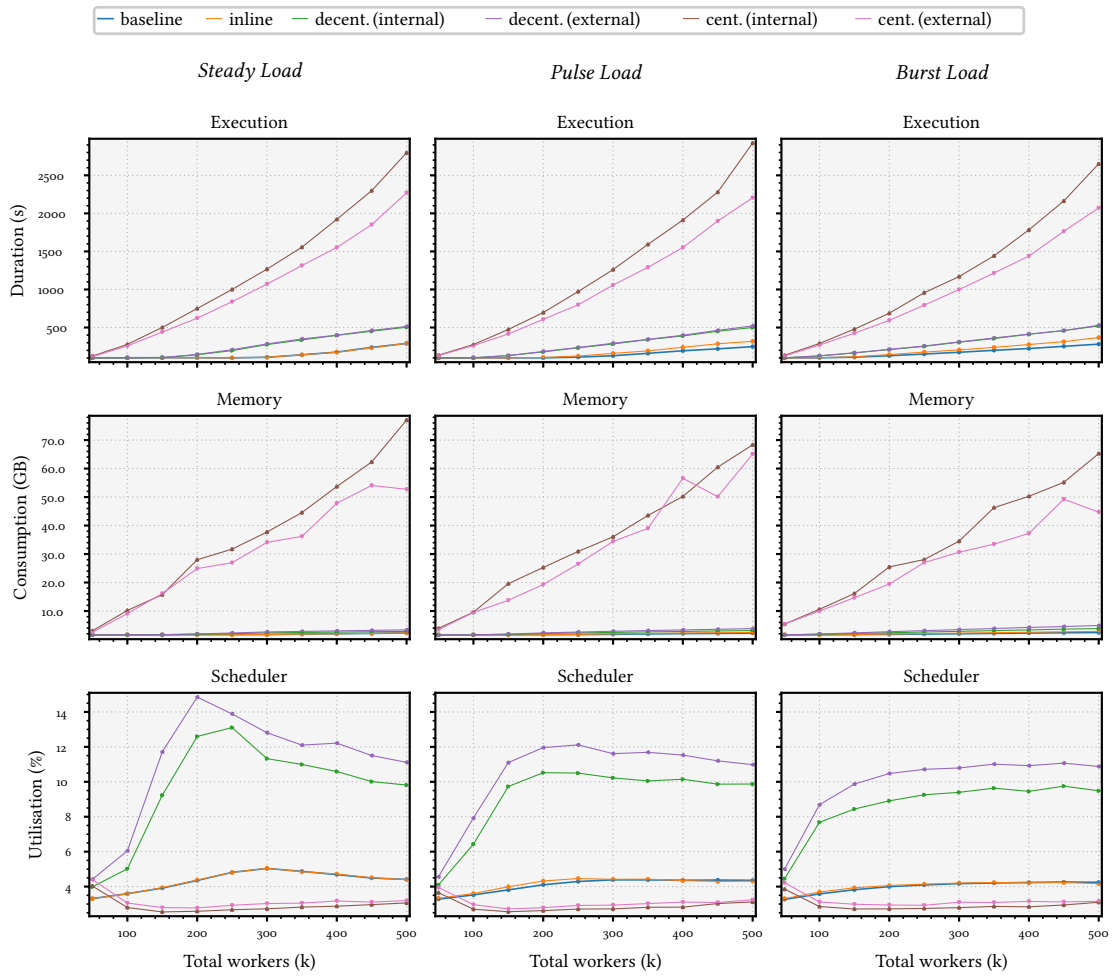 baseline inline decent. (internal) decent. (external) cent. (internal) cent. (external)
Steady Load Pulse Load Burst Load
Execution Execution Execution
Duration (s)
2500
2000
1500
1000
500
Memory Memory Memory
Consumption (GB)
70.0
60.0
50.0
40.0
30.0
20.0
10.0
Scheduler Scheduler Scheduler
Utilisation (%)
14
12
10
8
6
4
100 200 300 400 500 100 200 300 400 500 100 200 300 400 500
Total workers (k) Total workers (k) Total workers (k)